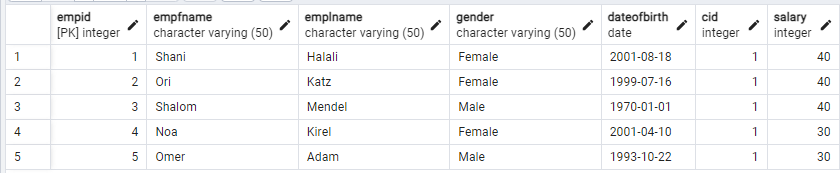 empid empfname emplname gender dateofbirth cid salary
[PK] integer character varying (50) character varying (50) character varying (50) date integer integer
1 1 Shani Halali Female 2001-08-18 1 40
2 2 Ori Katz Female 1999-07-16 1 40
3 3 Shalom Mendel Male 1970-01-01 1 40
4 4 Noa Kirel Female 2001-04-10 1 30
5 5 Omer Adam Male 1993-10-22 1 30